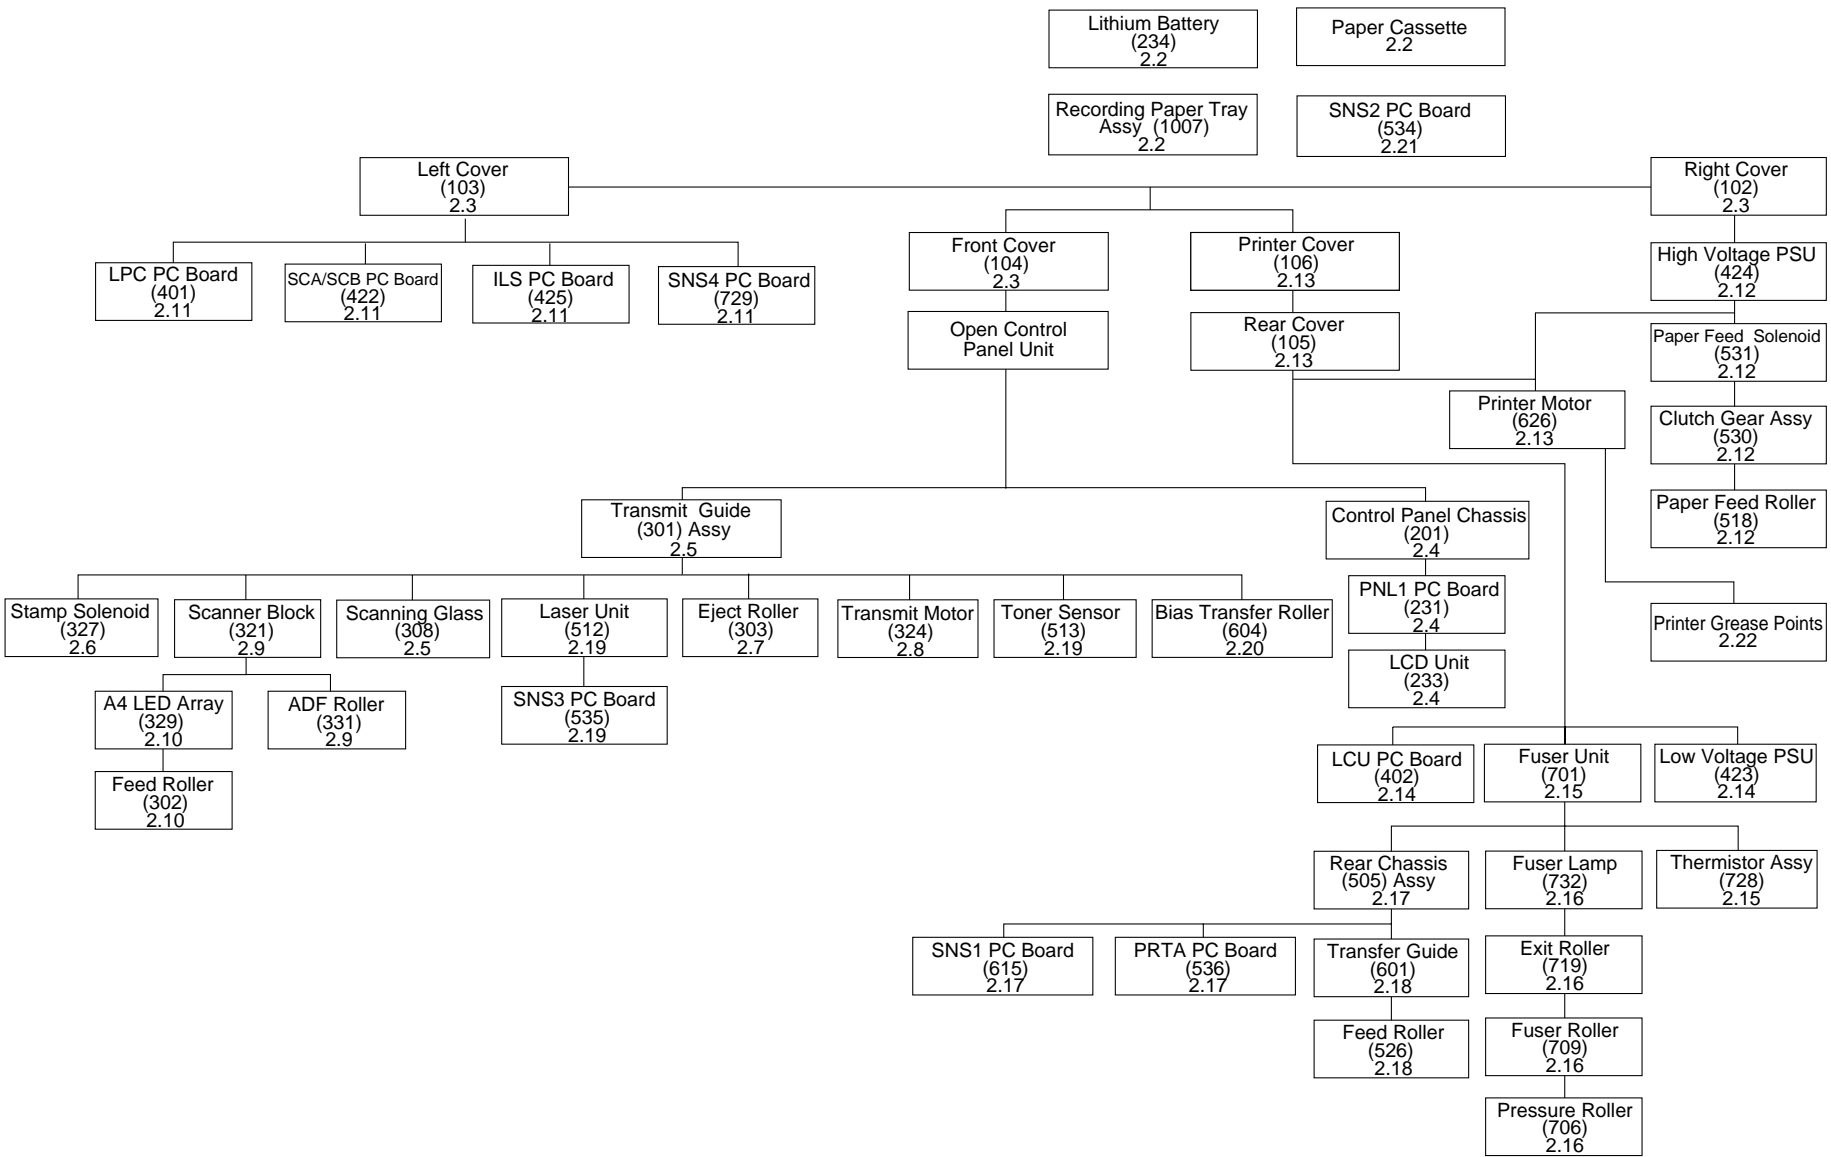 Lithium Battery
(234)
2.2
Paper Cassette
2.2
Recording Paper Tray
Assy (1007)
2.2
SNS2 PC Board
(534)
2.21
Left Cover
(103)
2.3
Right Cover
(102)
2.3
LPC PC Board
(401)
2.11
SCA/SCB PC Board
(422)
2.11
ILS PC Board
(425)
2.11
SNS4 PC Board
(729)
2.11
Front Cover
(104)
2.3
Printer Cover
(106)
2.13
High Voltage PSU
(424)
2.12
Open Control
Panel Unit
Rear Cover
(105)
2.13
Paper Feed Solenoid
(531)
2.12
Printer Motor
(626)
2.13
Clutch Gear Assy
(530)
2.12
Paper Feed Roller
(518)
2.12
Transmit Guide
(301) Assy
2.5
Control Panel Chassis
(201)
2.4
Stamp Solenoid
(327)
2.6
Scanner Block
(321)
2.9
Scanning Glass
(308)
2.5
Laser Unit
(512)
2.19
Eject Roller
(303)
2.7
Transmit Motor
(324)
2.8
Toner Sensor
(513)
2.19
Bias Transfer Roller
(604)
2.20
PNL1 PC Board
(231)
2.4
Printer Grease Points
2.22
LCD Unit
(233)
2.4
A4 LED Array
(329)
2.10
ADF Roller
(331)
2.9
SNS3 PC Board
(535)
2.19
Feed Roller
(302)
2.10
LCU PC Board
(402)
2.14
Fuser Unit
(701)
2.15
Low Voltage PSU
(423)
2.14
Rear Chassis
(505) Assy
2.17
Fuser Lamp
(732)
2.16
Thermistor Assy
(728)
2.15
SNS1 PC Board
(615)
2.17
PRTA PC Board
(536)
2.17
Transfer Guide
(601)
2.18
Exit Roller
(719)
2.16
Feed Roller
(526)
2.18
Fuser Roller
(709)
2.16
Pressure Roller
(706)
2.16